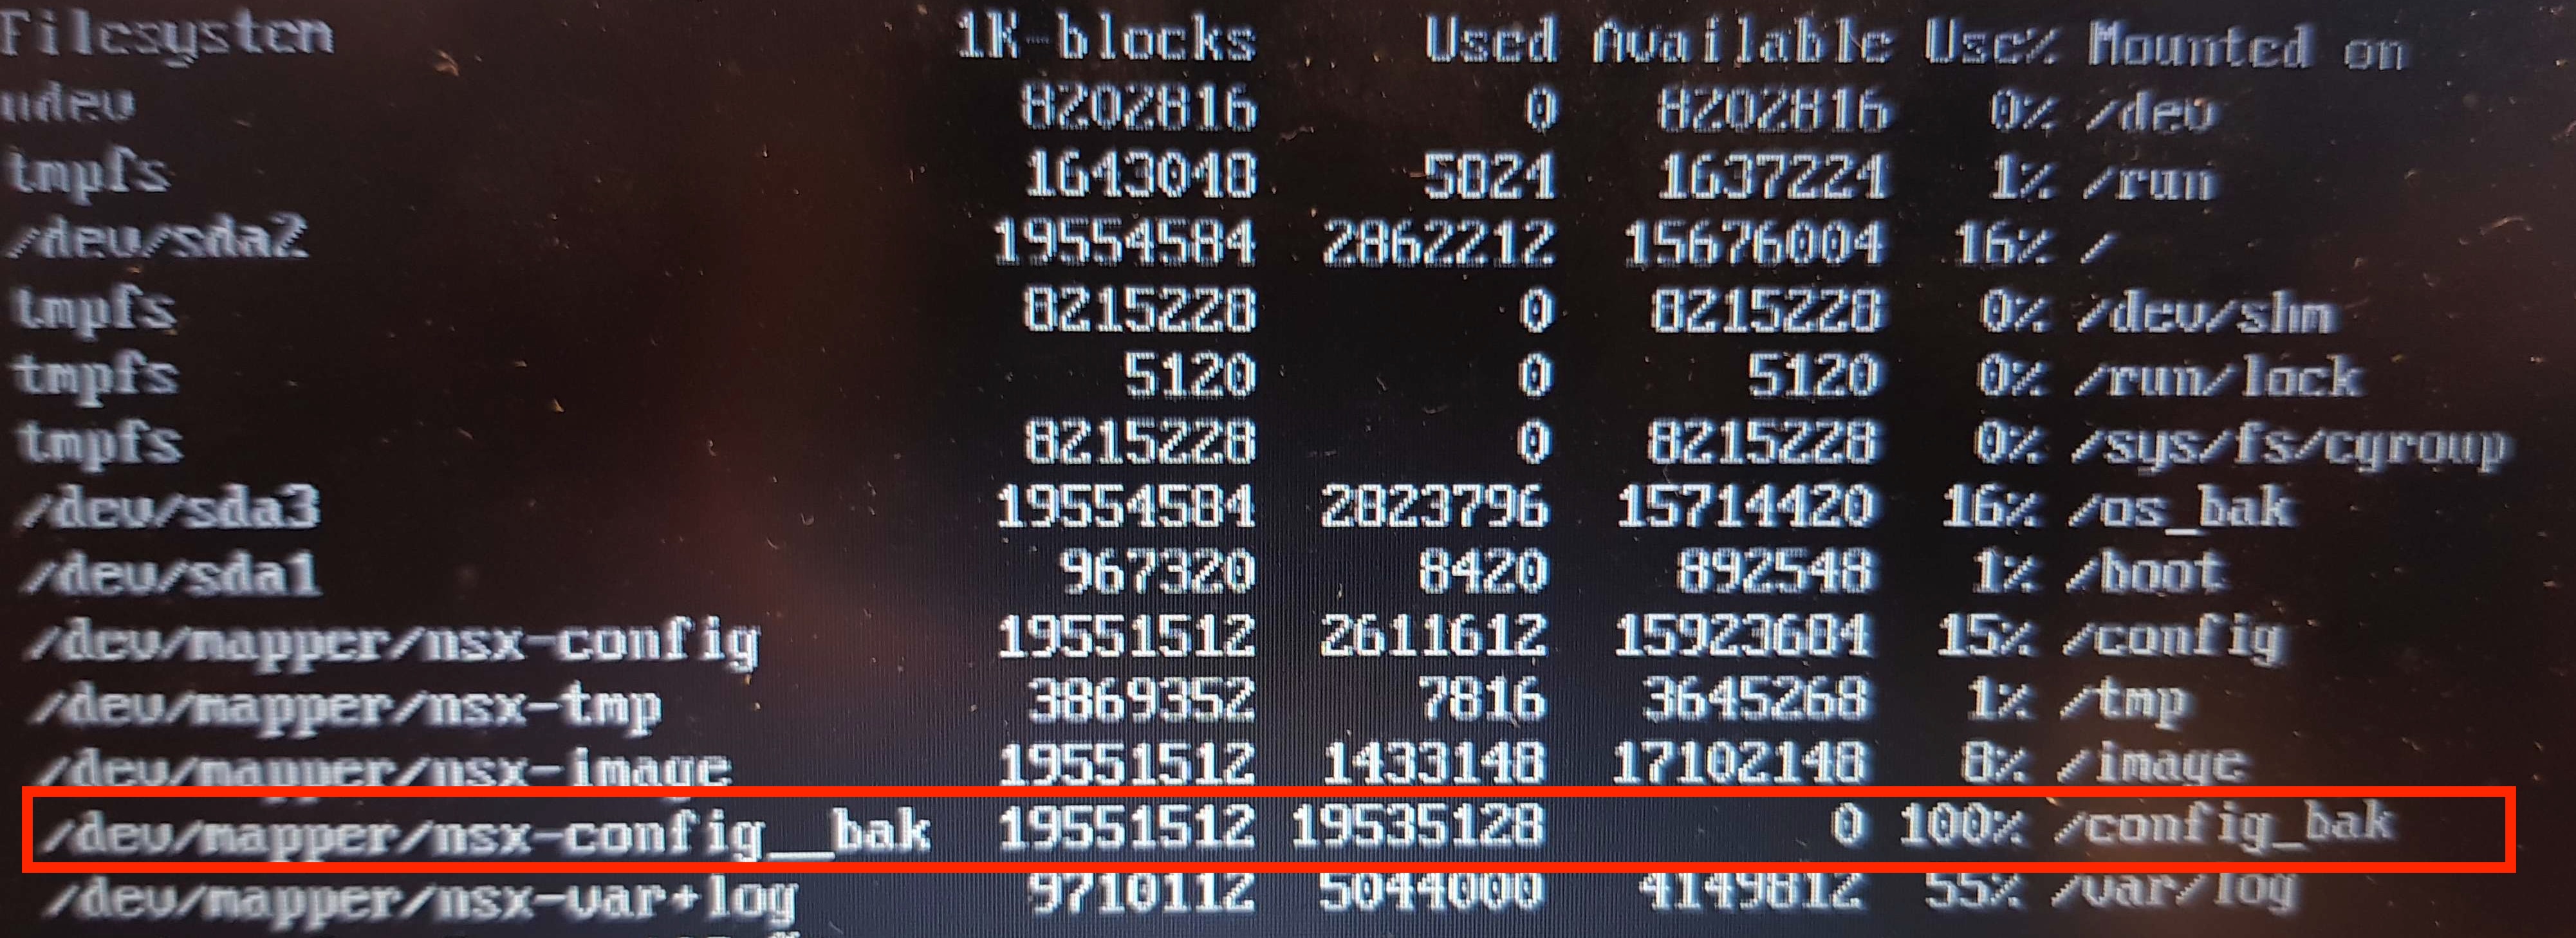 Filesystem 1K-blocks Used Available Use% Mounted on
udev 8202816 0 8202816 0% /dev
tmpfs 1643048 5824 1637224 1% /run
/dev/sda2 19554584 2862212 15676004 16% /
tmpfs 8215228 0 8215228 0% /dev/shm
tmpfs 5120 0 5120 0% /run/lock
tmpfs 8215228 0 8215228 0% /sys/fs/cgroup
/dev/sda3 19554584 2823796 15714420 16% /os_bak
/dev/sda1 967320 8420 892548 1% /boot
/dev/mapper/nsx-config 19551512 2611612 15923684 15% /config
/dev/mapper/nsx-tmp 3869352 7816 3645268 1% /tmp
/dev/mapper/nsx-image 19551512 1433148 17102148 8% /image
/dev/mapper/nsx-config__bak 19551512 19535128 0 100% /config_bak
/dev/mapper/nsx-var+log 9710112 5044000 4149812 55% /var/log